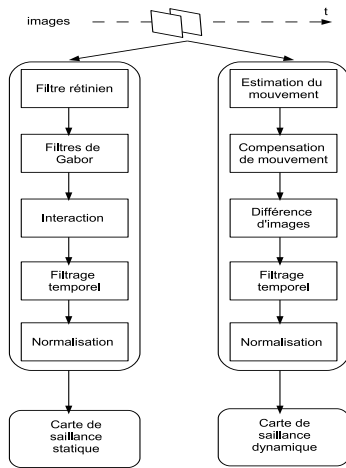 images
t
Filtre rétinien
Filtres de
Gabor
Interaction
Filtrage
temporel
Normalisation
Carte de
saillance
statique
Estimation du
mouvement
Compensation
de mouvement
Différence
d'images
Filtrage
temporel
Normalisation
Carte de
saillance
dynamique